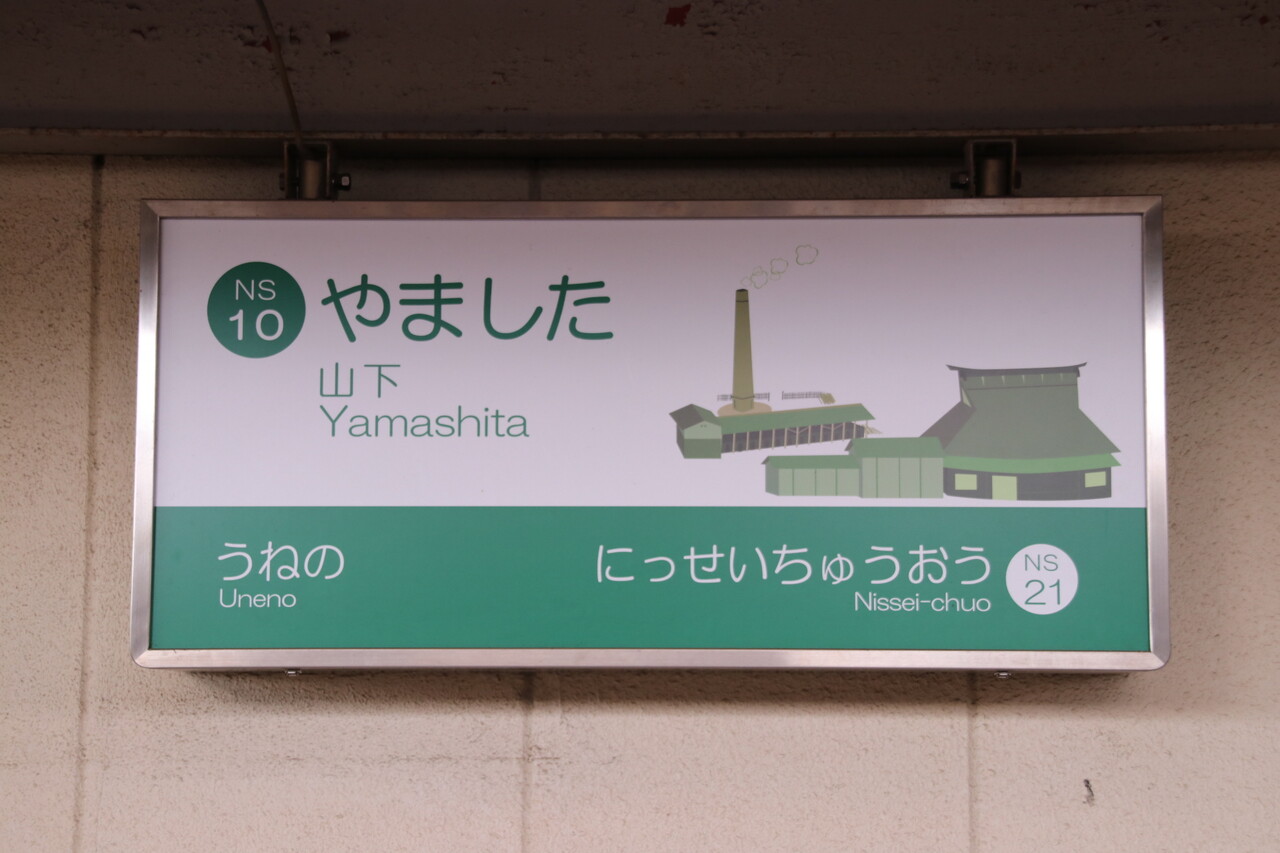 NS
10
やました
山下
Yamashita
うねの
Uneno
にっせいちゅうおう
Nissei-chuo
NS
21